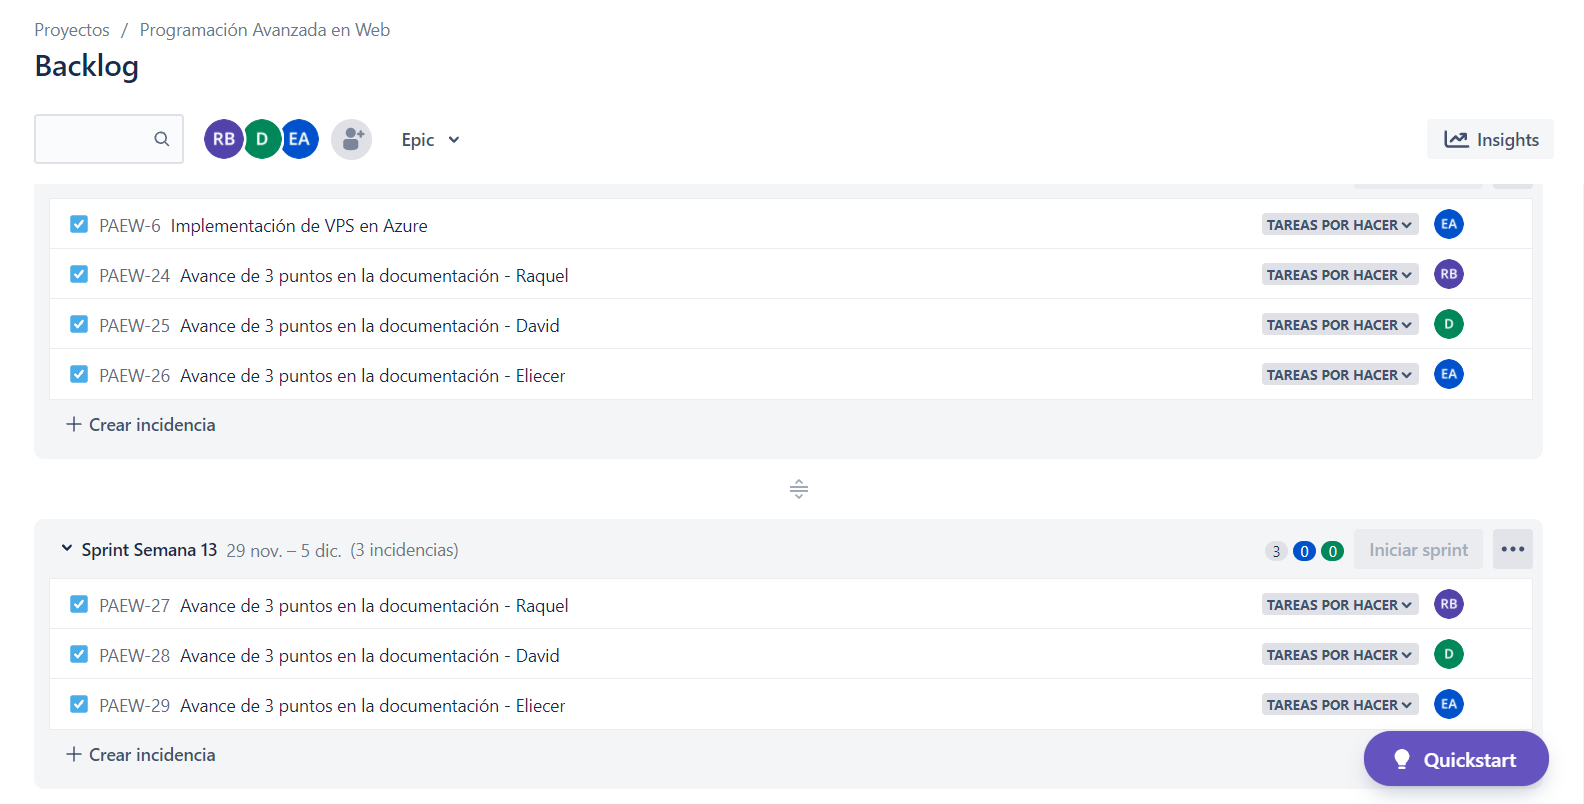 Proyectos / Programación Avanzada en Web
Backlog
RB D EA Epic Insights
PAEW-6 Implementación de VPS en Azure TAREAS POR HACER EA
PAEW-24 Avance de 3 puntos en la documentación - Raquel TAREAS POR HACER RB
PAEW-25 Avance de 3 puntos en la documentación - David TAREAS POR HACER D
PAEW-26 Avance de 3 puntos en la documentación - Eliecer TAREAS POR HACER EA
+ Crear incidencia
Sprint Semana 13 29 nov. – 5 dic. (3 incidencias) 3 0 0 Iniciar sprint
PAEW-27 Avance de 3 puntos en la documentación - Raquel TAREAS POR HACER RB
PAEW-28 Avance de 3 puntos en la documentación - David TAREAS POR HACER D
PAEW-29 Avance de 3 puntos en la documentación - Eliecer TAREAS POR HACER EA
+ Crear incidencia
Quickstart